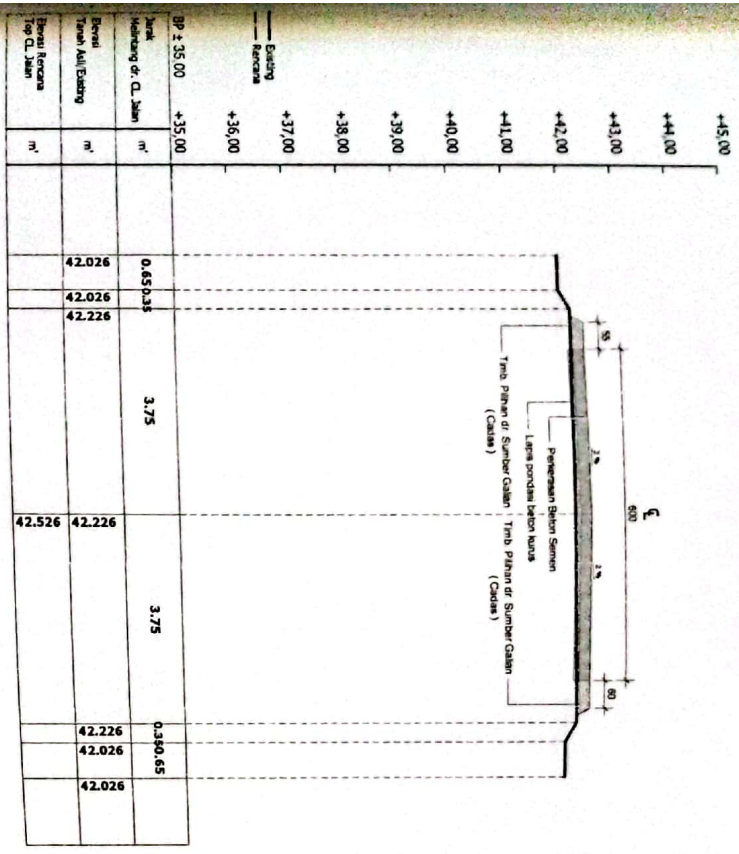 +45,00
+44,00
+43,00
+42,00
+41,00
+40,00
+39,00
+38,00
+37,00
+36,00
+35,00
Existing
Rencana
BP ± 35.00
℄
600
55
60
2 %
2 %
Perkerasan Beton Semen
Lapis pondasi beton kurus
Timb. Pilihan dr. Sumber Galian
(Cadas)
Timb. Pilihan dr. Sumber Galian
(Cadas)
Jarak
Melintang dr. CL Jalan
m'
0.65 0.35 3.75 3.75 0.35 0.65
Elevasi
Tanah Asli/Existing
m'
42.026 42.026 42.226 42.226 42.226 42.026 42.026
Elevasi Rencana
Top CL Jalan
m'
42.526